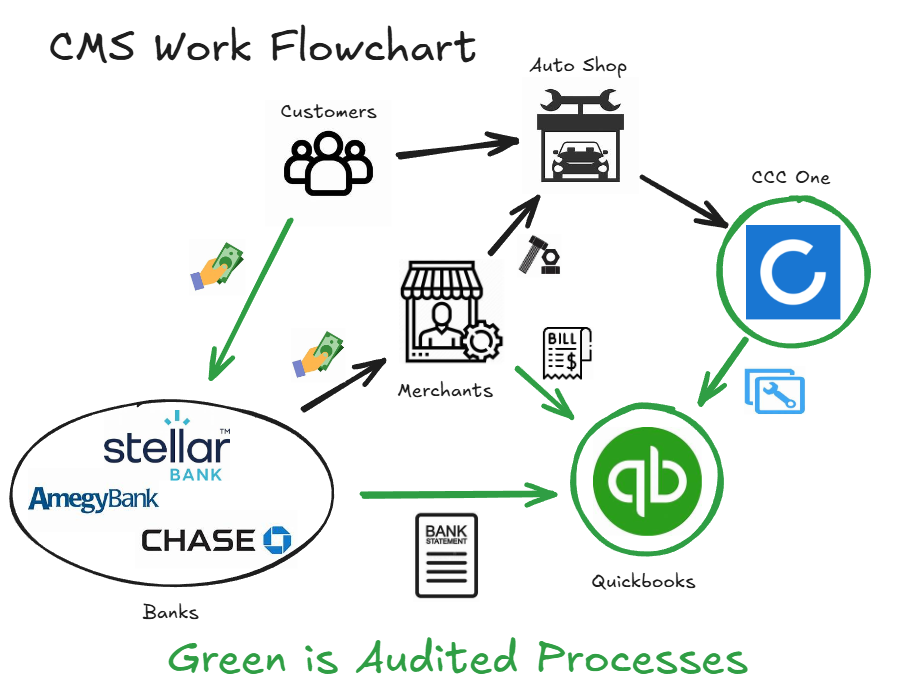 CMS Work Flowchart
Auto Shop
Customers
CCC One
BILL
$
Merchants
stellar™
BANK
AmegyBank
CHASE
qb
BANK
STATEMENT
Quickbooks
Banks
Green is Audited Processes